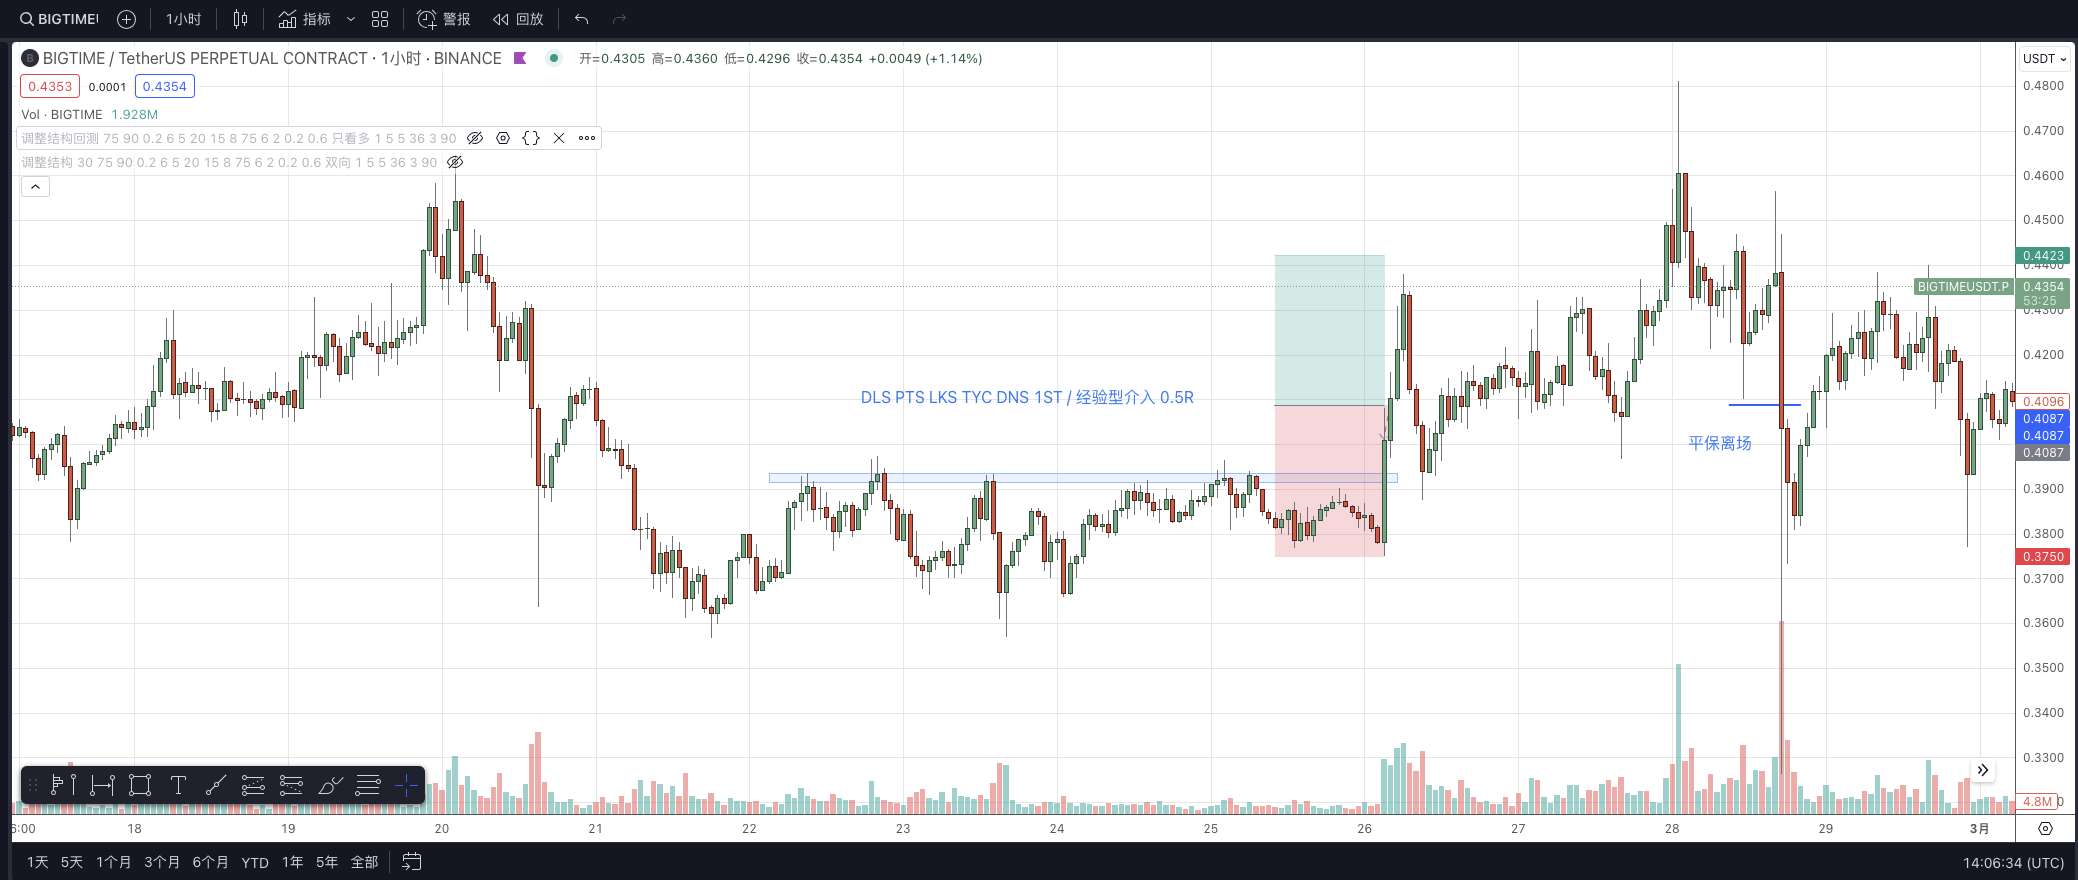 BIGTIME 1小时 指标 警报 回放
BIGTIME / TetherUS PERPETUAL CONTRACT · 1小时 · BINANCE 开=0.4305 高=0.4360 低=0.4296 收=0.4354 +0.0049 (+1.14%)
0.4353 0.0001 0.4354
Vol · BIGTIME 1.928M
调整结构回测 75 90 0.2 6 5 20 15 8 75 6 2 0.2 0.6 只看多 1 5 5 36 3 90
调整结构 30 75 90 0.2 6 5 20 15 8 75 6 2 0.2 0.6 双向 1 5 5 36 3 90
DLS PTS LKS TYC DNS 1ST / 经验型介入 0.5R
平保离场
USDT
0.4800
0.4700
0.4600
0.4500
0.4423
0.4400
BIGTIMEUSDT.P 0.4354
53:25
0.4300
0.4200
0.4096
0.4087
0.4087
0.4087
0.3900
0.3800
0.3750
0.3700
0.3600
0.3500
0.3400
0.3300
4.8M
6:00 18 19 20 21 22 23 24 25 26 27 28 29 3月
1天 5天 1个月 3个月 6个月 YTD 1年 5年 全部 14:06:34 (UTC)